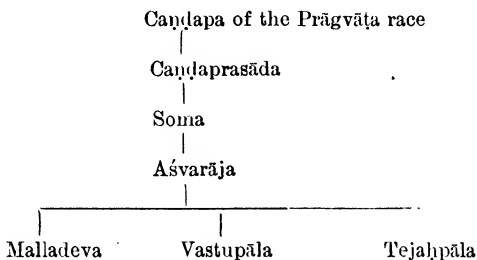 Caṇḍapa of the Prāgvāṭa race
Caṇḍaprasāda
Soma
Aśvarāja
Malladeva Vastupāla Tejaḥpāla